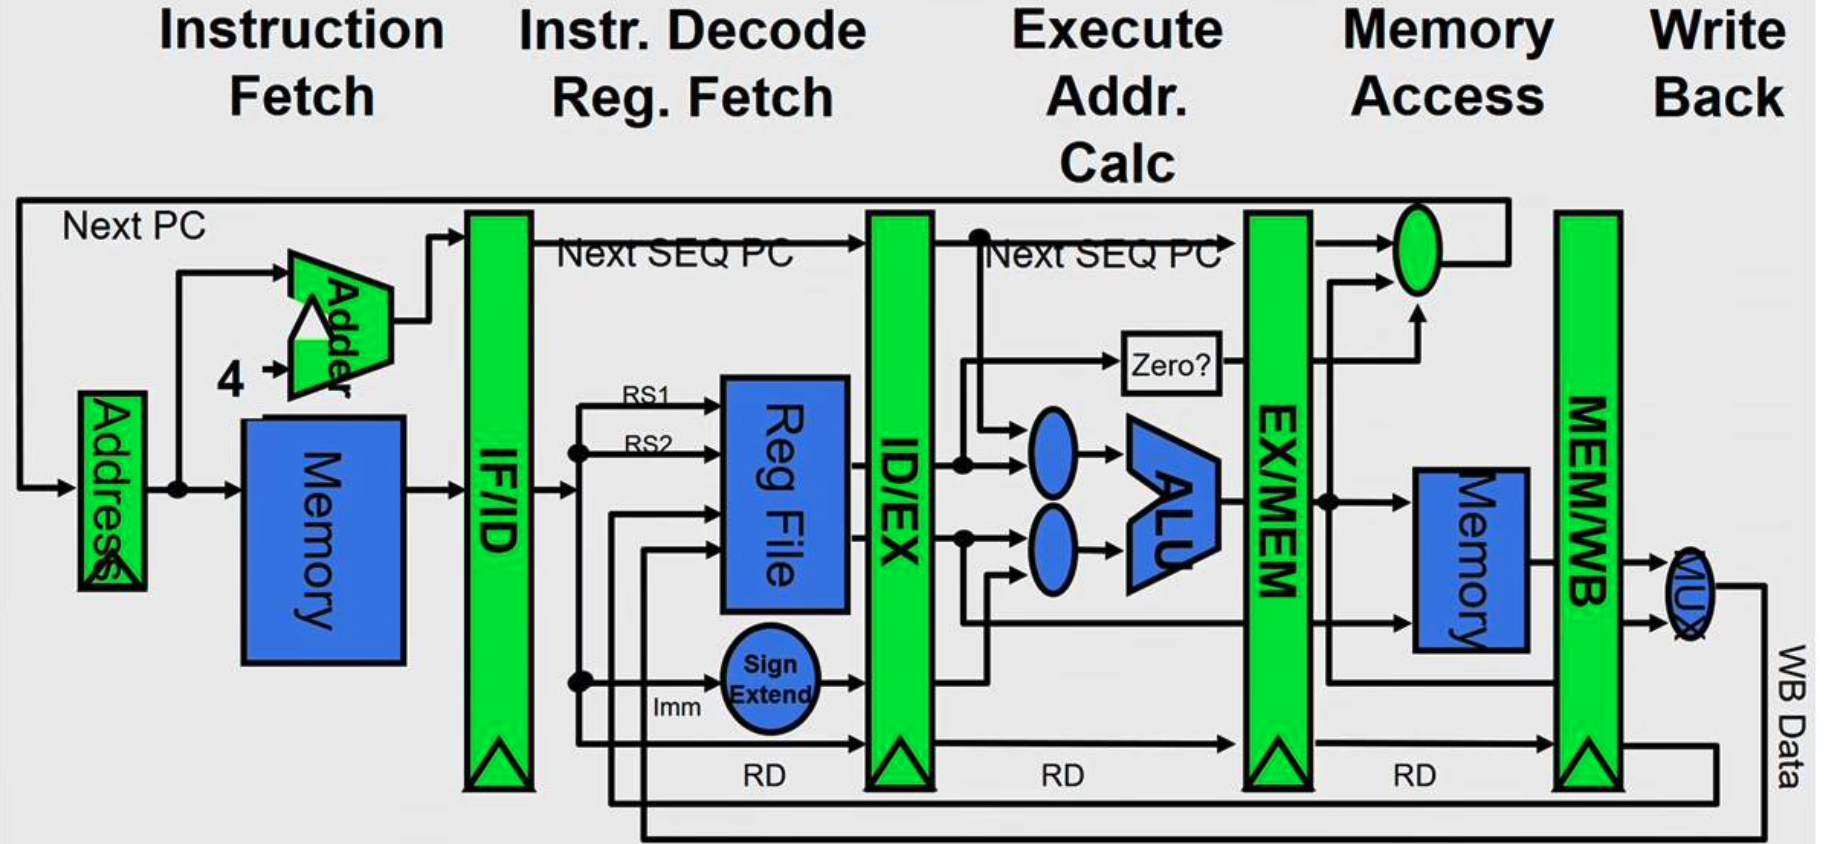 Instruction
Fetch
Instr. Decode
Reg. Fetch
Execute
Addr.
Calc
Memory
Access
Write
Back
Next PC
Next SEQ PC
Next SEQ PC
Adder
4
Zero?
Address
Memory
IF/ID
RS1
RS2
Reg File
ID/EX
ALU
EX/MEM
Memory
MEM/WB
MUX
Sign
Extend
Imm
WB Data
RD
RD
RD